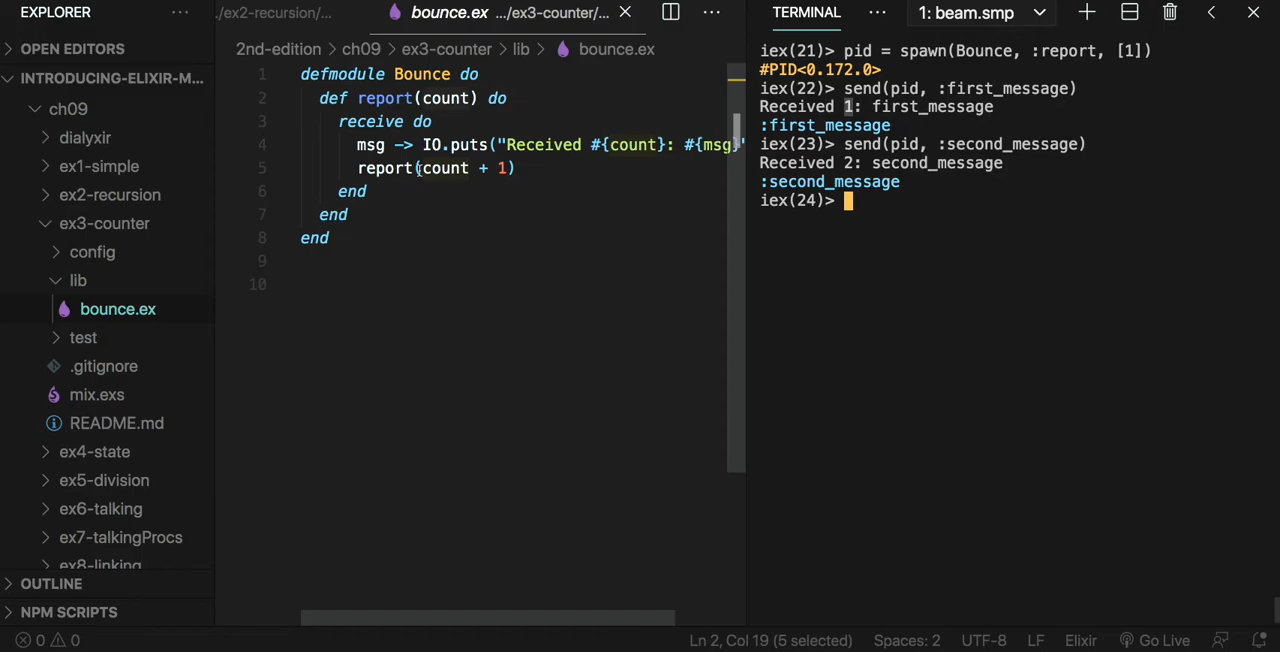 EXPLORER
···
OPEN EDITORS
INTRODUCING-ELIXIR-M...
ch09
dialyxir
ex1-simple
ex2-recursion
ex3-counter
config
lib
bounce.ex
test
.gitignore
mix.exs
README.md
ex4-state
ex5-division
ex6-talking
ex7-talkingProcs
ex8-linking
OUTLINE
NPM SCRIPTS
./ex2-recursion/...
bounce.ex .../ex3-counter/...
···
2nd-edition > ch09 > ex3-counter > lib > bounce.ex
1 defmodule Bounce do
2 def report(count) do
3 receive do
4 msg -> IO.puts("Received #{count}: #{msg}"
5 report(count + 1)
6 end
7 end
8 end
9
10
TERMINAL ··· 1: beam.smp
iex(21)> pid = spawn(Bounce, :report, [1])
#PID<0.172.0>
iex(22)> send(pid, :first_message)
Received 1: first_message
:first_message
iex(23)> send(pid, :second_message)
Received 2: second_message
:second_message
iex(24)>
0 0
Ln 2, Col 19 (5 selected) Spaces: 2 UTF-8 LF Elixir Go Live